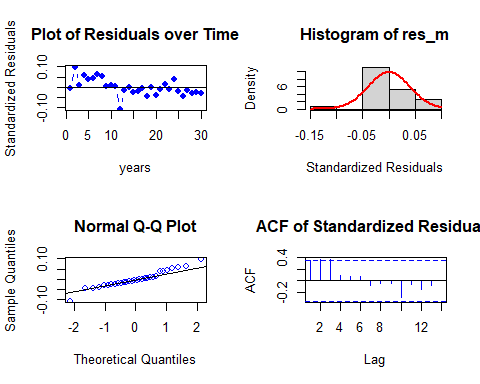 Plot of Residuals over Time
Standardized Residuals
-0.10
0.10
0
5
10
15
20
25
30
years
Histogram of res_m
Density
0
6
-0.15
-0.05
0.05
Standardized Residuals
Normal Q-Q Plot
Sample Quantiles
-0.10
0.10
-2
-1
0
1
2
Theoretical Quantiles
ACF of Standardized Residua
ACF
-0.2
0.4
2
4
6
8
12
Lag